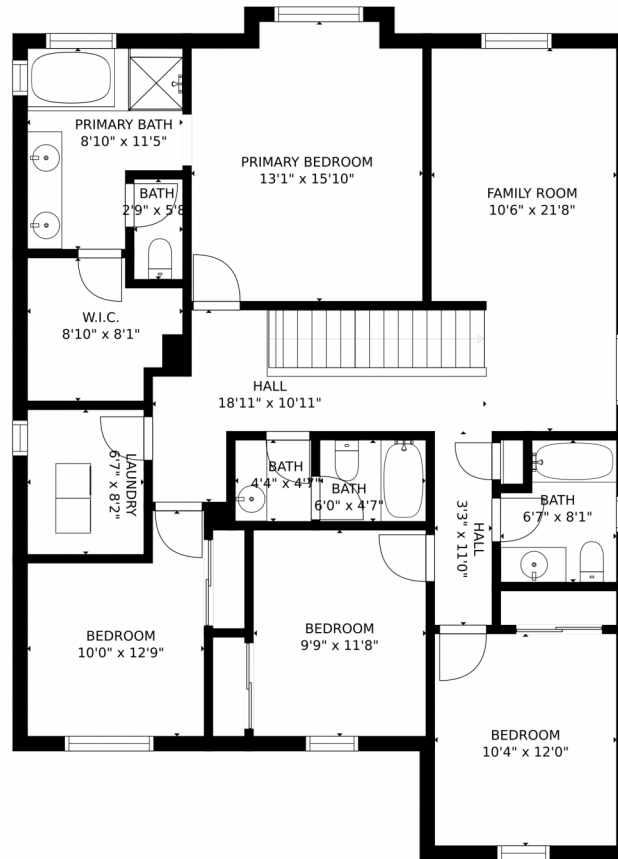 PRIMARY BATH
8'10" x 11'5"
PRIMARY BEDROOM
13'1" x 15'10"
FAMILY ROOM
10'6" x 21'8"
BATH
2'9" x 5'8
W.I.C.
8'10" x 8'1"
HALL
18'11" x 10'11"
LAUNDRY
6'7" x 8'2"
BATH
4'4" x 4'7"
BATH
6'0" x 4'7"
HALL
3'3" x 11'0"
BATH
6'7" x 8'1"
BEDROOM
10'0" x 12'9"
BEDROOM
9'9" x 11'8"
BEDROOM
10'4" x 12'0"